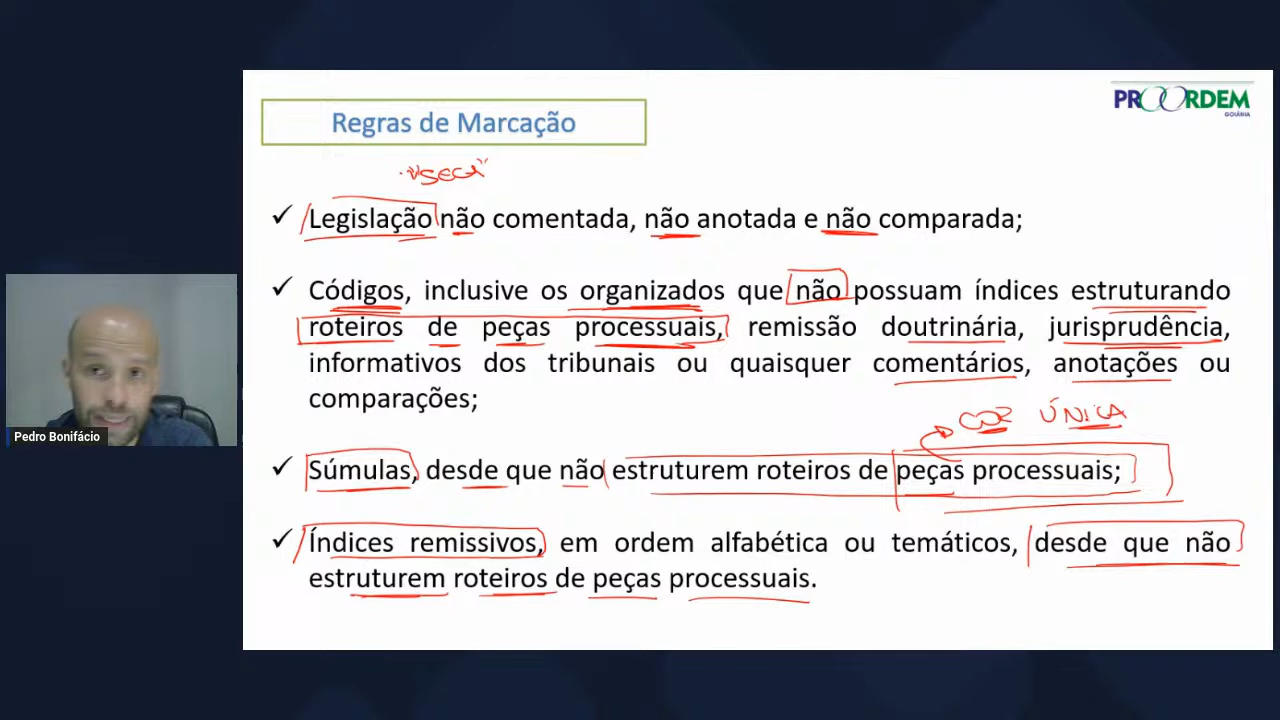 PROORDEM
GOIÂNIA
Regras de Marcação
"SECA"
✓ Legislação não comentada, não anotada e não comparada;
✓ Códigos, inclusive os organizados que não possuam índices estruturando
roteiros de peças processuais, remissão doutrinária, jurisprudência,
informativos dos tribunais ou quaisquer comentários, anotações ou
comparações;
COR ÚNICA
✓ Súmulas, desde que não estruturem roteiros de peças processuais;
✓ Índices remissivos, em ordem alfabética ou temáticos, desde que não
estruturem roteiros de peças processuais.
Pedro Bonifácio